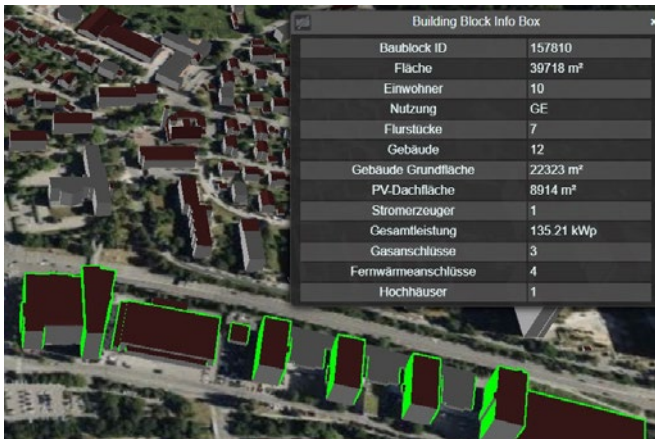 Building Block Info Box x
Baublock ID 157810
Fläche 39718 m²
Einwohner 10
Nutzung GE
Flurstücke 7
Gebäude 12
Gebäude Grundfläche 22323 m²
PV-Dachfläche 8914 m²
Stromerzeuger 1
Gesamtleistung 135.21 kWp
Gasanschlüsse 3
Fernwärmeanschlüsse 4
Hochhäuser 1